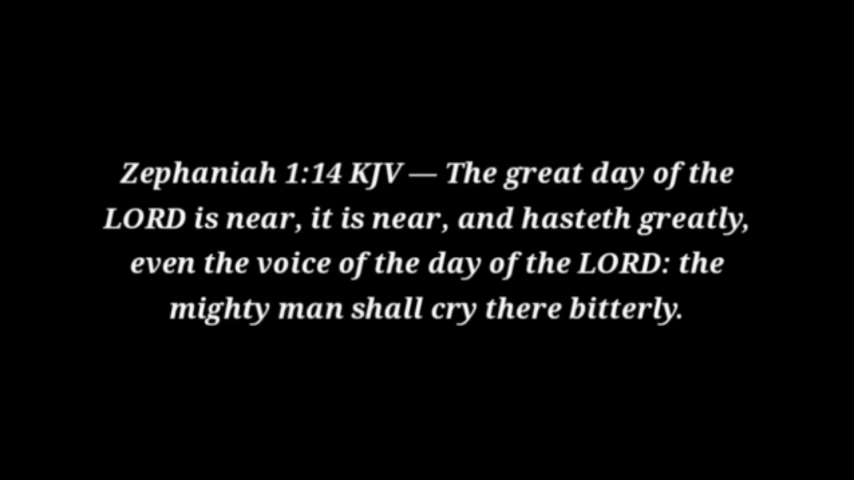 Zephaniah 1:14 KJV — The great day of the
LORD is near, it is near, and hasteth greatly,
even the voice of the day of the LORD: the
mighty man shall cry there bitterly.